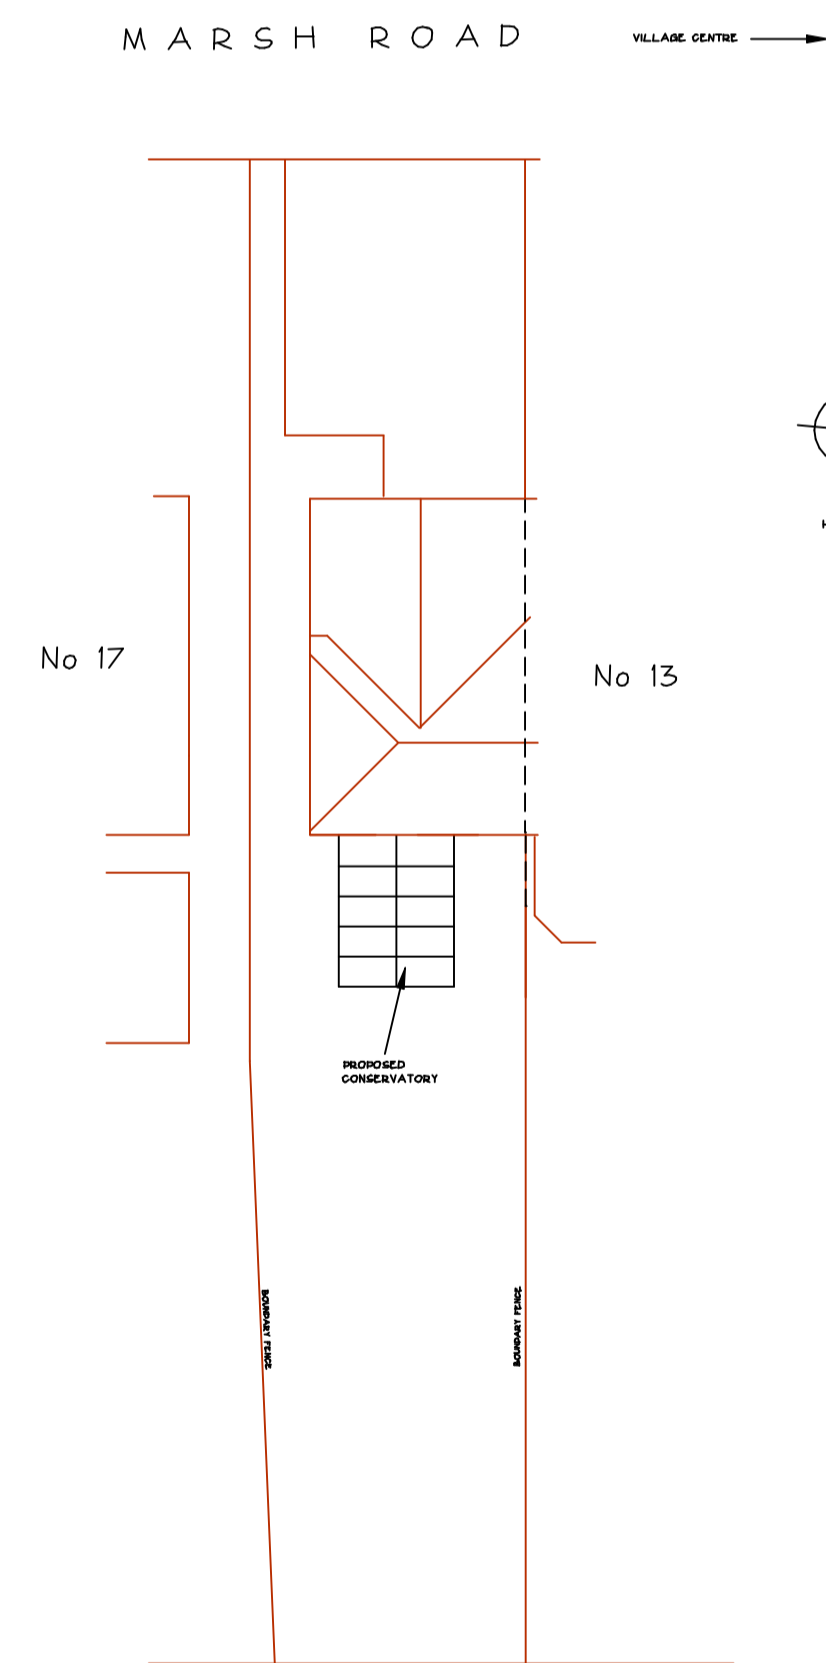 MARSH ROAD
VILLAGE CENTRE
No 17
No 13
PROPOSED
CONSERVATORY
BOUNDARY FENCE
BOUNDARY FENCE